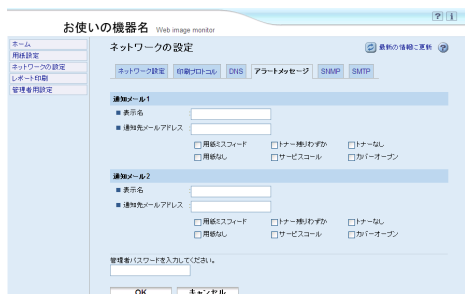 お使いの機器名 Web image monitor
ホーム
用紙設定
ネットワークの設定
レポート印刷
管理者用設定
ネットワークの設定
最新の情報に更新
ネットワーク設定 印刷プロトコル DNS アラートメッセージ SNMP SMTP
通知メール1
表示名 :
通知先メールアドレス :
用紙ミスフィード トナー残りわずか トナーなし
用紙なし サービスコール カバーオープン
通知メール2
表示名 :
通知先メールアドレス :
用紙ミスフィード トナー残りわずか トナーなし
用紙なし サービスコール カバーオープン
管理者パスワードを入力してください。
OK キャンセル